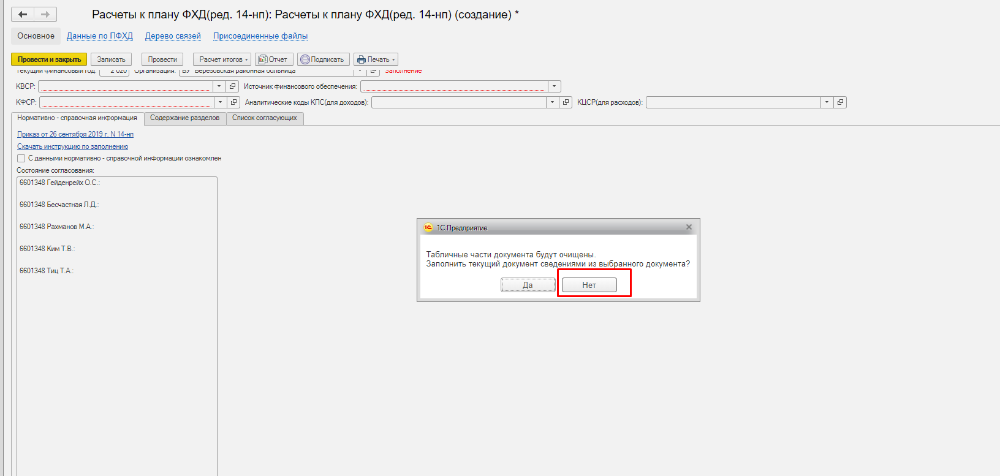 Расчеты к плану ФХД(ред. 14-нп): Расчеты к плану ФХД(ред. 14-нп) (создание) *
Основное Данные по ПФХД Дерево связей Присоединенные файлы
Провести и закрыть Записать Провести Расчет итогов Отчет Подписать Печать
Текущий финансовый год: 2 020 Организация: БУ "Березовская районная больница" Заполнение
КВСР: Источник финансового обеспечения:
КФСР: Аналитические коды КПС(для доходов): КЦСР(для расходов):
Нормативно - справочная информация Содержание разделов Список согласующих
Приказ от 26 сентября 2019 г. N 14-нп
Скачать инструкцию по заполнению
С данными нормативно - справочной информации ознакомлен
Состояние согласования:
6601348 Гейденрейх О.С.:
6601348 Бесчастная Л.Д.:
6601348 Рахманов М.А.:
6601348 Ким Т.В.:
6601348 Тиц Т.А.:
1С:Предприятие
Табличные части документа будут очищены.
Заполнить текущий документ сведениями из выбранного документа?
Да Нет